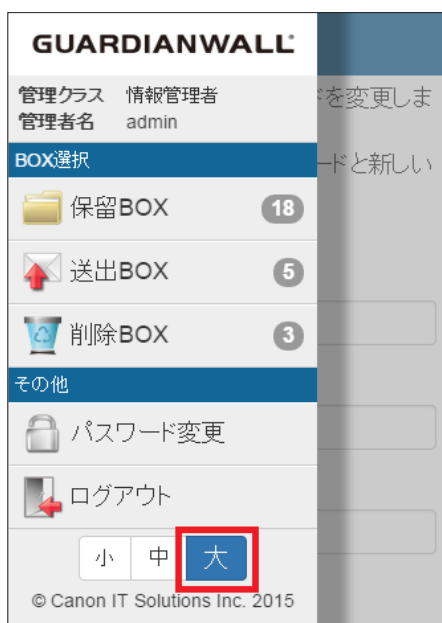 GUARDIANWALL
管理クラス 情報管理者
管理者名 admin
BOX選択
保留BOX 18
送出BOX 5
削除BOX 3
その他
パスワード変更
ログアウト
小 中 大
© Canon IT Solutions Inc. 2015
を変更しま
ードと新しい